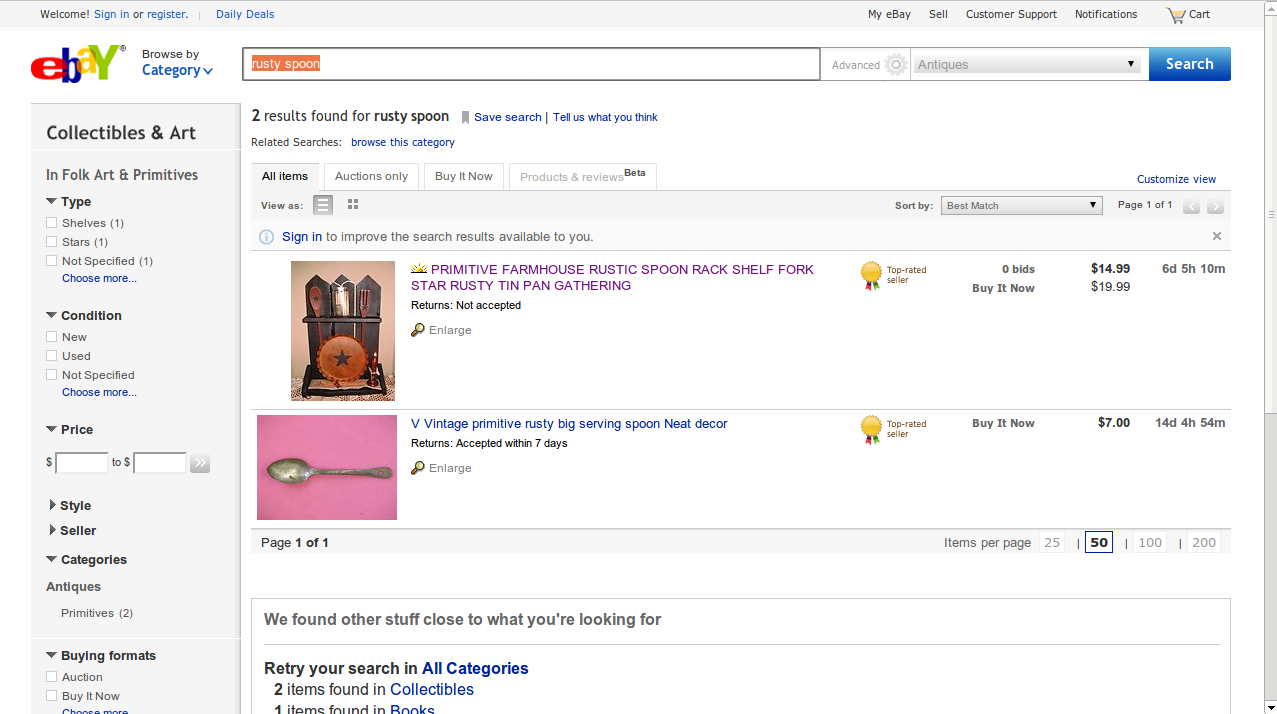 Welcome! Sign in or register. | Daily Deals
My eBay Sell Customer Support Notifications Cart
ebaY®
Browse by
Category
rusty spoon
Advanced
Antiques
Search
Collectibles & Art
In Folk Art & Primitives
Type
Shelves (1)
Stars (1)
Not Specified (1)
Choose more...
Condition
New
Used
Not Specified
Choose more...
Price
$ to $
Style
Seller
Categories
Antiques
Primitives (2)
Buying formats
Auction
Buy It Now
Choose more...
2 results found for rusty spoon Save search | Tell us what you think
Related Searches: browse this category
All items Auctions only Buy It Now Products & reviews Beta
Customize view
View as:
Sort by: Best Match Page 1 of 1
Sign in to improve the search results available to you.
PRIMITIVE FARMHOUSE RUSTIC SPOON RACK SHELF FORK
STAR RUSTY TIN PAN GATHERING
Returns: Not accepted
Enlarge
Top-rated
seller
0 bids $14.99 6d 5h 10m
Buy It Now $19.99
V Vintage primitive rusty big serving spoon Neat decor
Returns: Accepted within 7 days
Enlarge
Top-rated
seller
Buy It Now $7.00 14d 4h 54m
Page 1 of 1
Items per page 25 | 50 | 100 | 200
We found other stuff close to what you're looking for
Retry your search in All Categories
2 items found in Collectibles
1 items found in Books